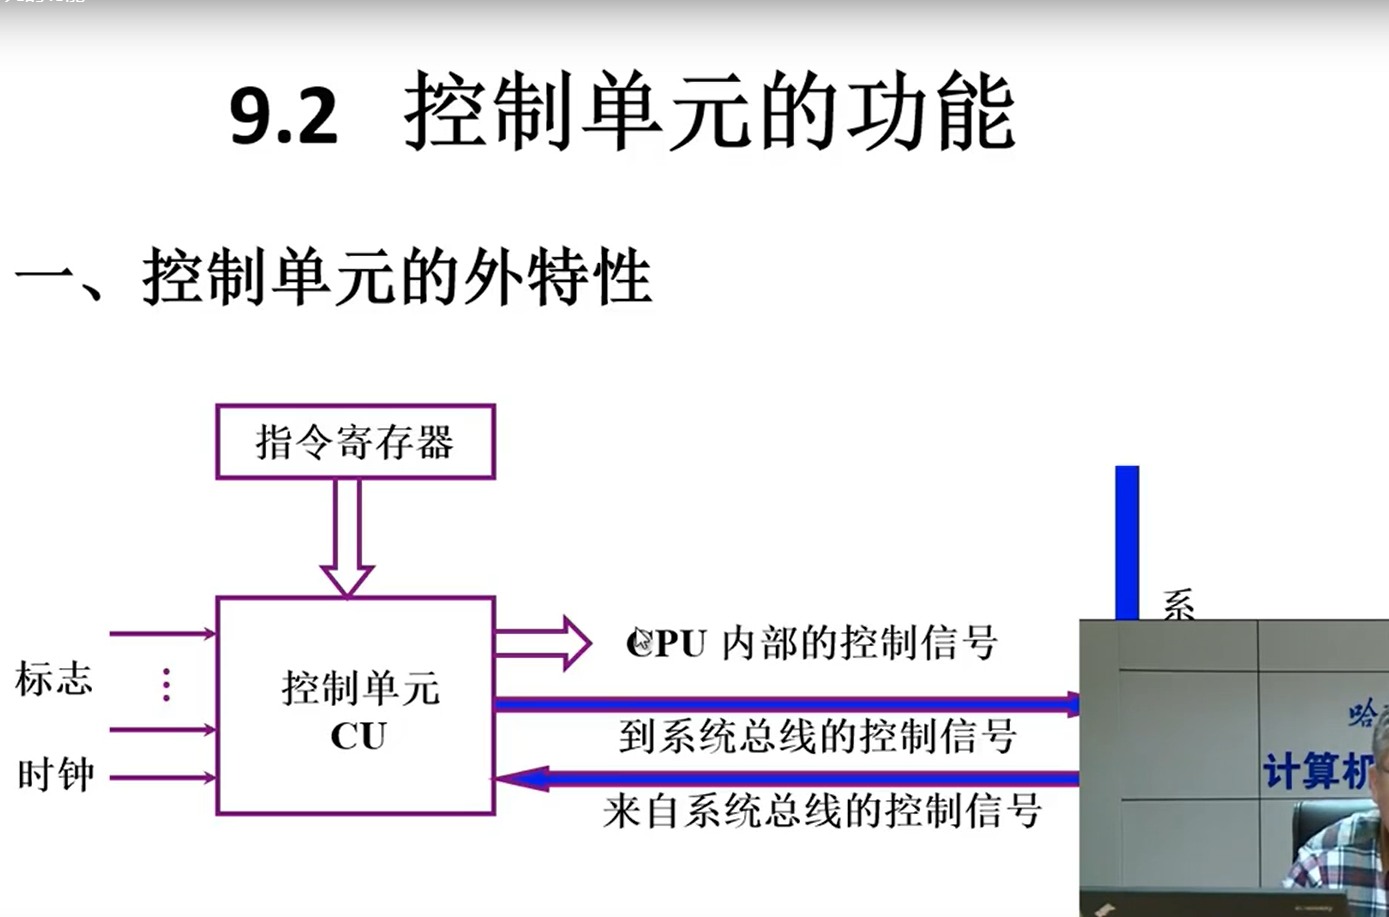 9.2 控制单元的功能
一、控制单元的外特性
指令寄存器
系
CPU 内部的控制信号
标志
控制单元
CU
到系统总线的控制信号
时钟
来自系统总线的控制信号
哈
计算机